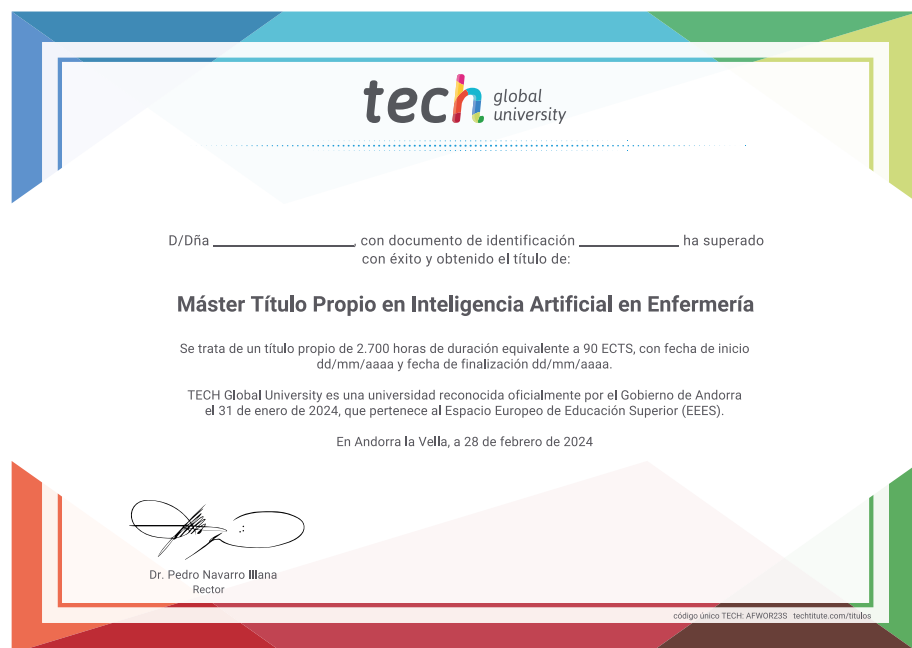 tech global university
D/Dña ______________, con documento de identificación __________ ha superado
con éxito y obtenido el título de:
Máster Título Propio en Inteligencia Artificial en Enfermería
Se trata de un título propio de 2.700 horas de duración equivalente a 90 ECTS, con fecha de inicio
dd/mm/aaaa y fecha de finalización dd/mm/aaaa.
TECH Global University es una universidad reconocida oficialmente por el Gobierno de Andorra
el 31 de enero de 2024, que pertenece al Espacio Europeo de Educación Superior (EEES).
En Andorra la Vella, a 28 de febrero de 2024
Dr. Pedro Navarro Illana
Rector
código único TECH: AFWOR23S techtitute.com/titulos